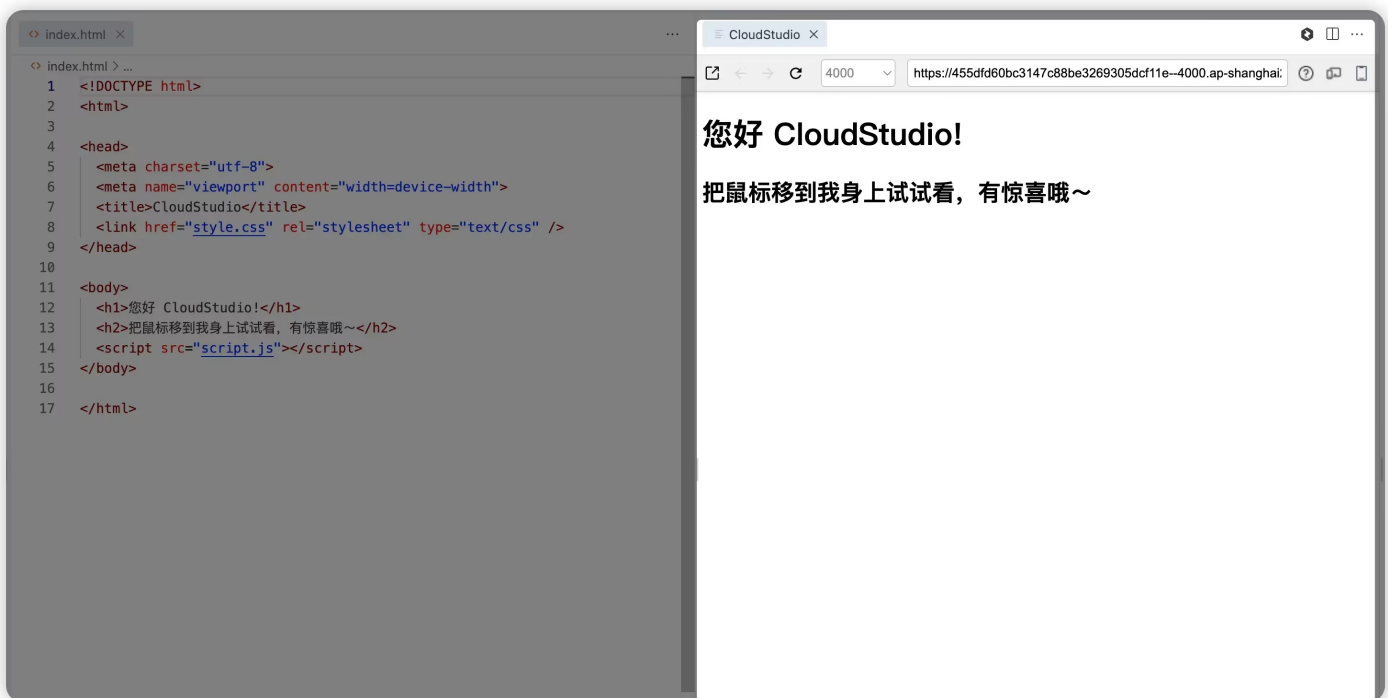 index.html
index.html > ...
1 <!DOCTYPE html>
2 <html>
3
4 <head>
5 <meta charset="utf-8">
6 <meta name="viewport" content="width=device-width">
7 <title>CloudStudio</title>
8 <link href="style.css" rel="stylesheet" type="text/css" />
9 </head>
10
11 <body>
12 <h1>您好 CloudStudio!</h1>
13 <h2>把鼠标移到我身上试试看，有惊喜哦～</h2>
14 <script src="script.js"></script>
15 </body>
16
17 </html>
CloudStudio
4000
https://455dfd60bc3147c88be3269305dcf11e--4000.ap-shanghai
您好 CloudStudio!
把鼠标移到我身上试试看，有惊喜哦～